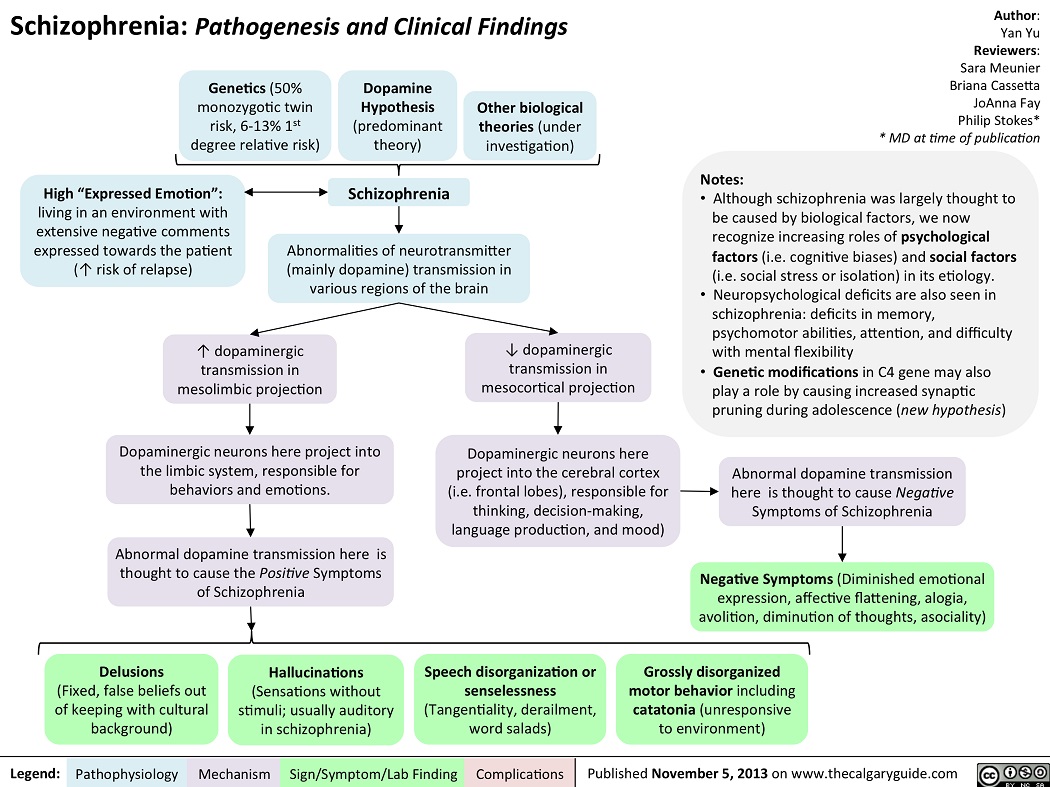 Schizophrenia: Pathogenesis and Clinical Findings
Author:
Yan Yu
Reviewers:
Sara Meunier
Briana Cassetta
JoAnna Fay
Philip Stokes*
* MD at time of publication
Genetics (50%
monozygotic twin
risk, 6-13% 1st
degree relative risk)
Dopamine
Hypothesis
(predominant
theory)
Other biological
theories (under
investigation)
High “Expressed Emotion”:
living in an environment with
extensive negative comments
expressed towards the patient
(↑ risk of relapse)
Schizophrenia
Abnormalities of neurotransmitter
(mainly dopamine) transmission in
various regions of the brain
Notes:
• Although schizophrenia was largely thought to
be caused by biological factors, we now
recognize increasing roles of psychological
factors (i.e. cognitive biases) and social factors
(i.e. social stress or isolation) in its etiology.
• Neuropsychological deficits are also seen in
schizophrenia: deficits in memory,
psychomotor abilities, attention, and difficulty
with mental flexibility
• Genetic modifications in C4 gene may also
play a role by causing increased synaptic
pruning during adolescence (new hypothesis)
↑ dopaminergic
transmission in
mesolimbic projection
↓ dopaminergic
transmission in
mesocortical projection
Dopaminergic neurons here project into
the limbic system, responsible for
behaviors and emotions.
Dopaminergic neurons here
project into the cerebral cortex
(i.e. frontal lobes), responsible for
thinking, decision-making,
language production, and mood)
Abnormal dopamine transmission
here is thought to cause Negative
Symptoms of Schizophrenia
Abnormal dopamine transmission here is
thought to cause the Positive Symptoms
of Schizophrenia
Negative Symptoms (Diminished emotional
expression, affective flattening, alogia,
avolition, diminution of thoughts, asociality)
Delusions
(Fixed, false beliefs out
of keeping with cultural
background)
Hallucinations
(Sensations without
stimuli; usually auditory
in schizophrenia)
Speech disorganization or
senselessness
(Tangentiality, derailment,
word salads)
Grossly disorganized
motor behavior including
catatonia (unresponsive
to environment)
Legend: Pathophysiology Mechanism Sign/Symptom/Lab Finding Complications Published November 5, 2013 on www.thecalgaryguide.com
cc BY NC SA